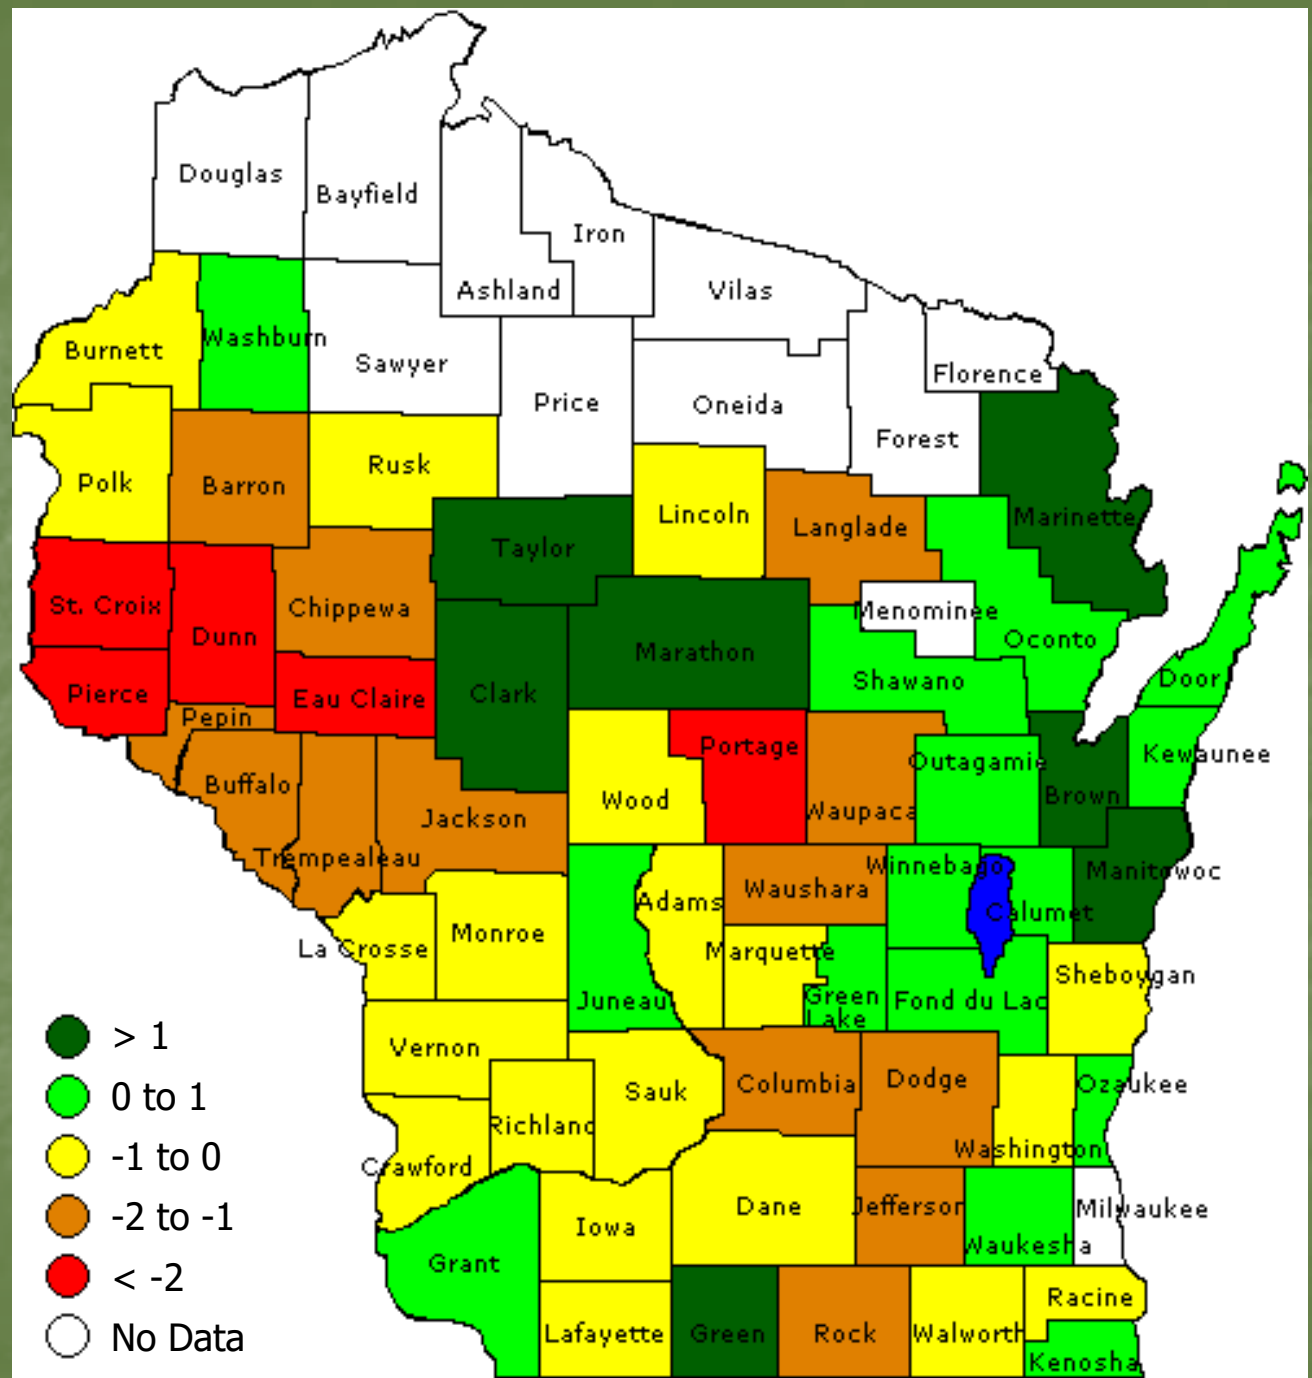 Douglas
Bayfield
Iron
Ashland
Vilas
Washburn
Burnett
Sawyer
Florence
Price
Oneida
Forest
Rusk
Polk
Barron
Lincoln
Marinette
Langlade
Taylor
St. Croix
Chippewa
Menominee
Dunn
Oconto
Marathon
Shawano
Door
Pierce
Eau Claire
Clark
Pepin
Portage
Kewaunee
Outagamie
Buffalo
Wood
Brown
Waupaca
Jackson
Trempealeau
Winnebago
Manitowoc
Waushara
Adams
Calumet
Monroe
La Crosse
Marquette
Sheboygan
Juneau
Green
Lake
Fond du Lac
> 1
Vernon
Columbia
Dodge
Ozaukee
Sauk
0 to 1
Richland
Washington
-1 to 0
Crawford
Dane
Jefferson
Milwaukee
-2 to -1
Iowa
Waukesha
Grant
< -2
Racine
Lafayette
Green
Rock
Walworth
No Data
Kenosha